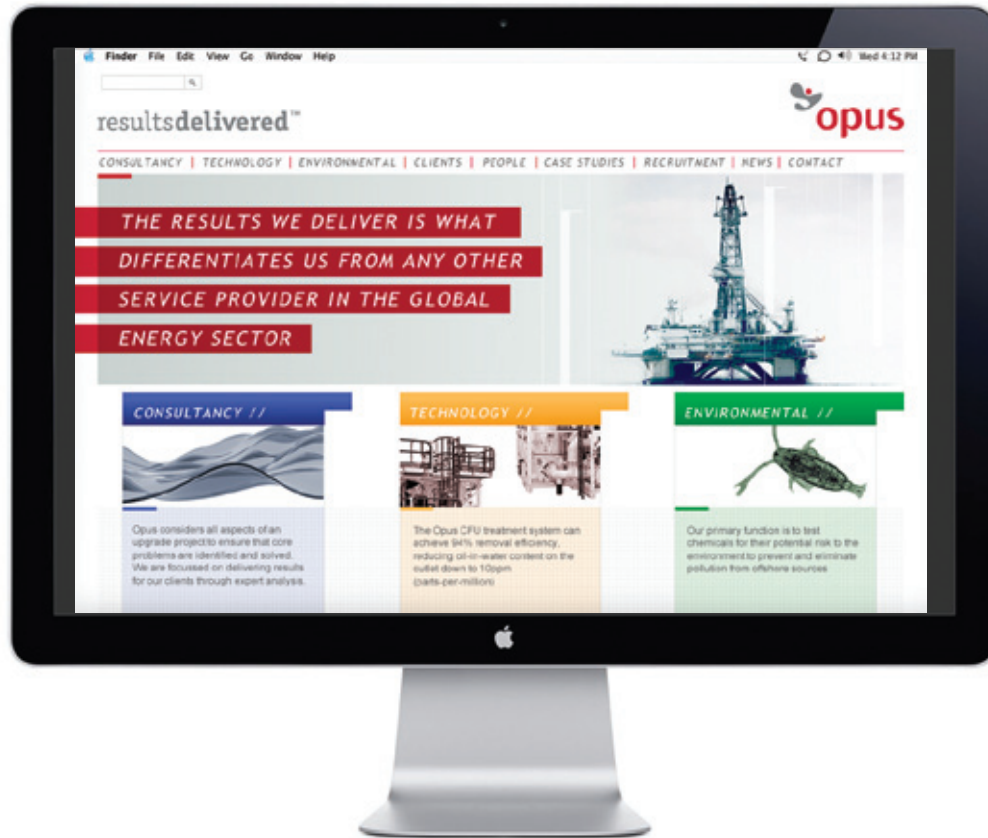 Finder File Edit View Go Window Help
Wed 4:12 PM
resultsdelivered™
opus
CONSULTANCY | TECHNOLOGY | ENVIRONMENTAL | CLIENTS | PEOPLE | CASE STUDIES | RECRUITMENT | NEWS | CONTACT
THE RESULTS WE DELIVER IS WHAT
DIFFERENTIATES US FROM ANY OTHER
SERVICE PROVIDER IN THE GLOBAL
ENERGY SECTOR
CONSULTANCY //
Opus considers all aspects of an
upgrade project to ensure that core
problems are identified and solved.
We are focussed on delivering results
for our clients through expert analysis.
TECHNOLOGY //
The Opus CFU treatment system can
achieve 94% removal efficiency,
reducing oil-in-water content on the
outlet down to 10ppm
(parts-per-million)
ENVIRONMENTAL //
Our primary function is to test
chemicals for their potential risk to the
environment to prevent and eliminate
pollution from offshore sources